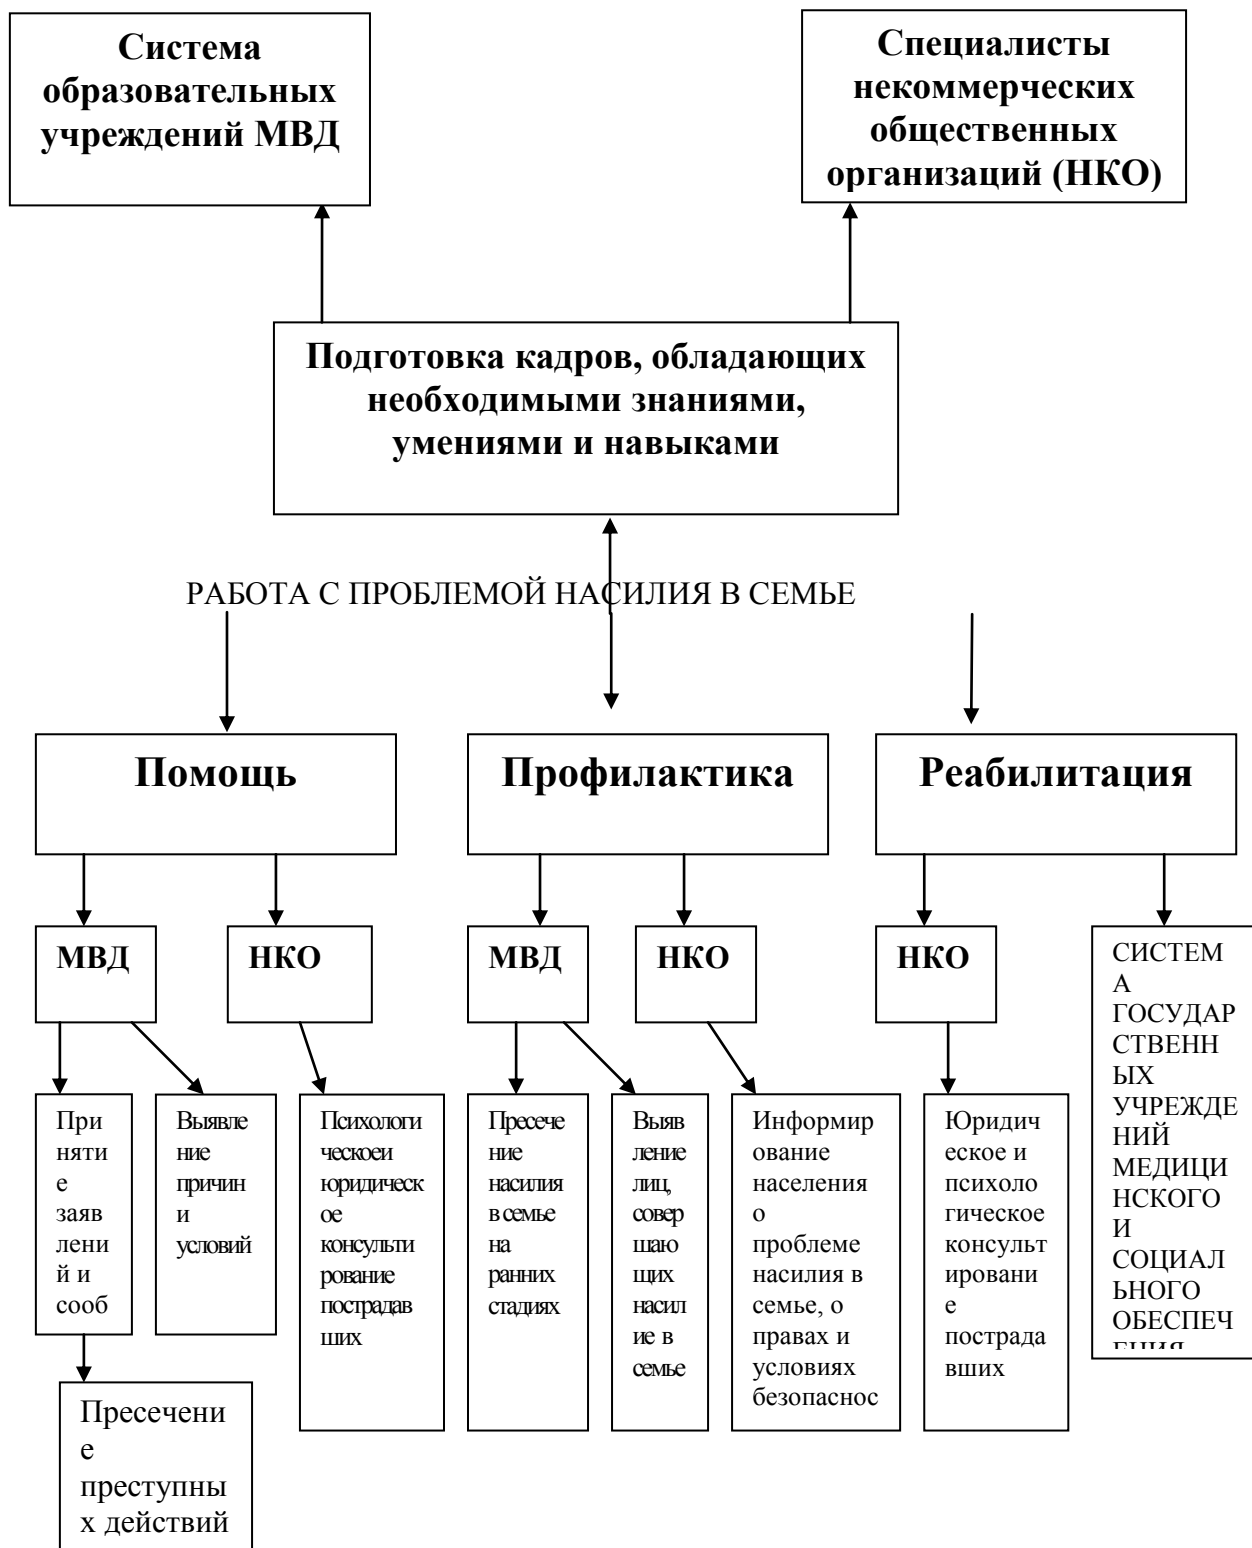 Система
образовательных
учреждений МВД
Специалисты
некоммерческих
общественных
организаций (НКО)
Подготовка кадров, обладающих
необходимыми знаниями,
умениями и навыками
РАБОТА С ПРОБЛЕМОЙ НАСИЛИЯ В СЕМЬЕ
Помощь
Профилактика
Реабилитация
МВД
НКО
МВД
НКО
НКО
СИСТЕМ
А
ГОСУДАР
СТВЕНН
ЫХ
УЧРЕЖДЕ
НИЙ
МЕДИЦИ
НСКОГО
И
СОЦИАЛ
ЬНОГО
ОБЕСПЕЧ
ЕНИЯ
При
няти
е
заяв
лени
й и
сооб
Выявле
ние
причин
и
условий
Психологи
ческоеи
юридическ
ое
консульти
рование
пострадав
ших
Пресече
ние
насилия
в семье
на
ранних
стадиях
Выяв
ление
лиц,
совер
шаю
щих
насил
ие в
семье
Информир
ование
населения
о
проблеме
насилия в
семье, о
правах и
условиях
безопаснос
Юридич
еское и
психоло
гическое
консульт
ировани
е
пострада
вших
Пресечени
е
преступны
х действий